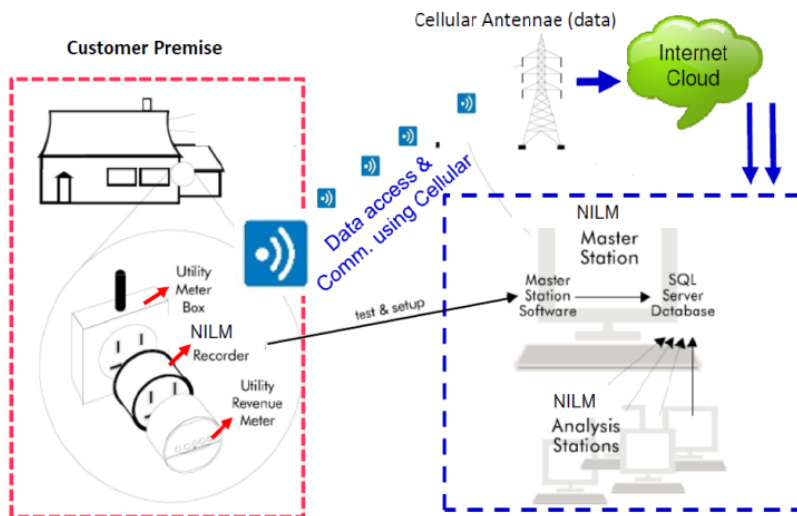 Cellular Antennae (data)
Customer Premise
Internet
Cloud
Data access &
Comm. using Cellular
Utility
Meter
Box
NILM
Recorder
Utility
Revenue
Meter
test & setup
NILM
Master
Station
Master
Station
Software
SQL
Server
Database
NILM
Analysis
Stations